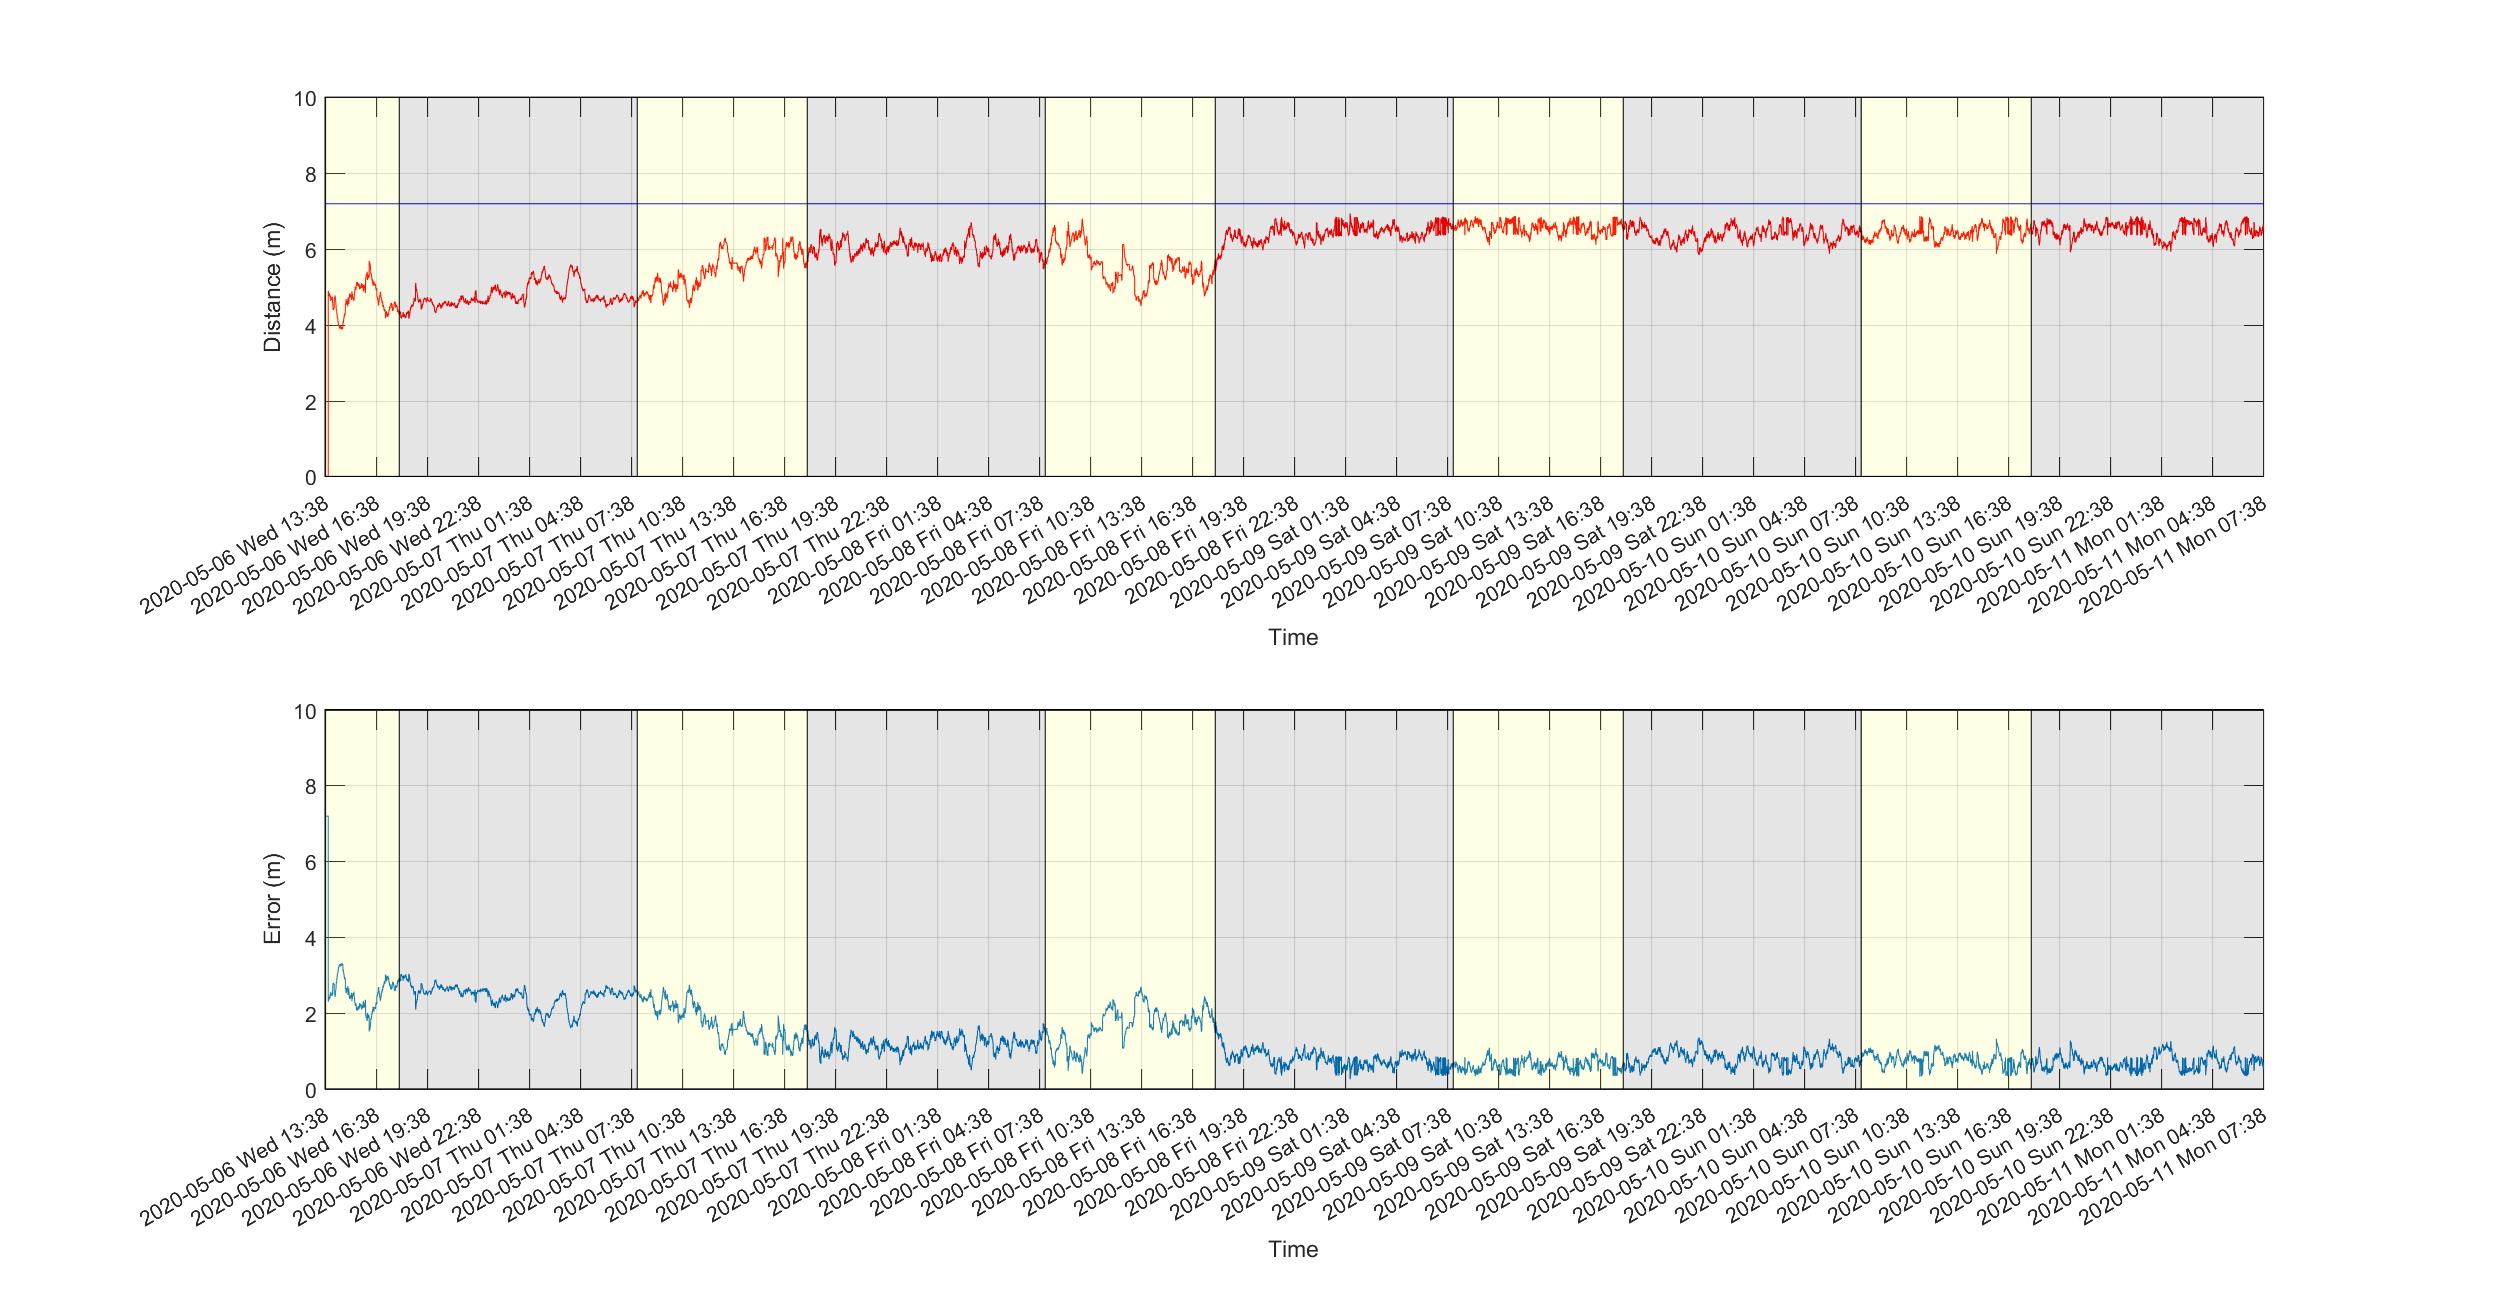 10
8
6
4
2
0
Distance (m)
2020-05-06 Wed 13:38
2020-05-06 Wed 16:38
2020-05-06 Wed 19:38
2020-05-06 Wed 22:38
2020-05-07 Thu 01:38
2020-05-07 Thu 04:38
2020-05-07 Thu 07:38
2020-05-07 Thu 10:38
2020-05-07 Thu 13:38
2020-05-07 Thu 16:38
2020-05-07 Thu 19:38
2020-05-07 Thu 22:38
2020-05-08 Fri 01:38
2020-05-08 Fri 04:38
2020-05-08 Fri 07:38
2020-05-08 Fri 10:38
2020-05-08 Fri 13:38
2020-05-08 Fri 16:38
2020-05-08 Fri 19:38
2020-05-08 Fri 22:38
2020-05-09 Sat 01:38
2020-05-09 Sat 04:38
2020-05-09 Sat 07:38
2020-05-09 Sat 10:38
2020-05-09 Sat 13:38
2020-05-09 Sat 16:38
2020-05-09 Sat 19:38
2020-05-09 Sat 22:38
2020-05-10 Sun 01:38
2020-05-10 Sun 04:38
2020-05-10 Sun 07:38
2020-05-10 Sun 10:38
2020-05-10 Sun 13:38
2020-05-10 Sun 16:38
2020-05-10 Sun 19:38
2020-05-10 Sun 22:38
2020-05-11 Mon 01:38
2020-05-11 Mon 04:38
2020-05-11 Mon 07:38
Time
10
8
6
4
2
0
Error (m)
2020-05-06 Wed 13:38
2020-05-06 Wed 16:38
2020-05-06 Wed 19:38
2020-05-06 Wed 22:38
2020-05-07 Thu 01:38
2020-05-07 Thu 04:38
2020-05-07 Thu 07:38
2020-05-07 Thu 10:38
2020-05-07 Thu 13:38
2020-05-07 Thu 16:38
2020-05-07 Thu 19:38
2020-05-07 Thu 22:38
2020-05-08 Fri 01:38
2020-05-08 Fri 04:38
2020-05-08 Fri 07:38
2020-05-08 Fri 10:38
2020-05-08 Fri 13:38
2020-05-08 Fri 16:38
2020-05-08 Fri 19:38
2020-05-08 Fri 22:38
2020-05-09 Sat 01:38
2020-05-09 Sat 04:38
2020-05-09 Sat 07:38
2020-05-09 Sat 10:38
2020-05-09 Sat 13:38
2020-05-09 Sat 16:38
2020-05-09 Sat 19:38
2020-05-09 Sat 22:38
2020-05-10 Sun 01:38
2020-05-10 Sun 04:38
2020-05-10 Sun 07:38
2020-05-10 Sun 10:38
2020-05-10 Sun 13:38
2020-05-10 Sun 16:38
2020-05-10 Sun 19:38
2020-05-10 Sun 22:38
2020-05-11 Mon 01:38
2020-05-11 Mon 04:38
2020-05-11 Mon 07:38
Time